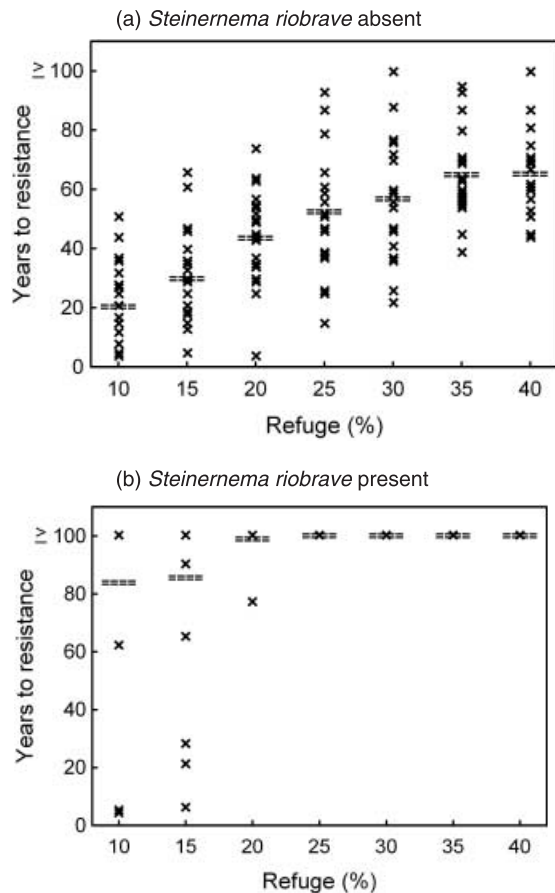 (a) Steinernema riobrave absent
≥ 100
80
60
40
20
0
Years to resistance
10 15 20 25 30 35 40
Refuge (%)
(b) Steinernema riobrave present
≥ 100
80
60
40
20
0
Years to resistance
10 15 20 25 30 35 40
Refuge (%)